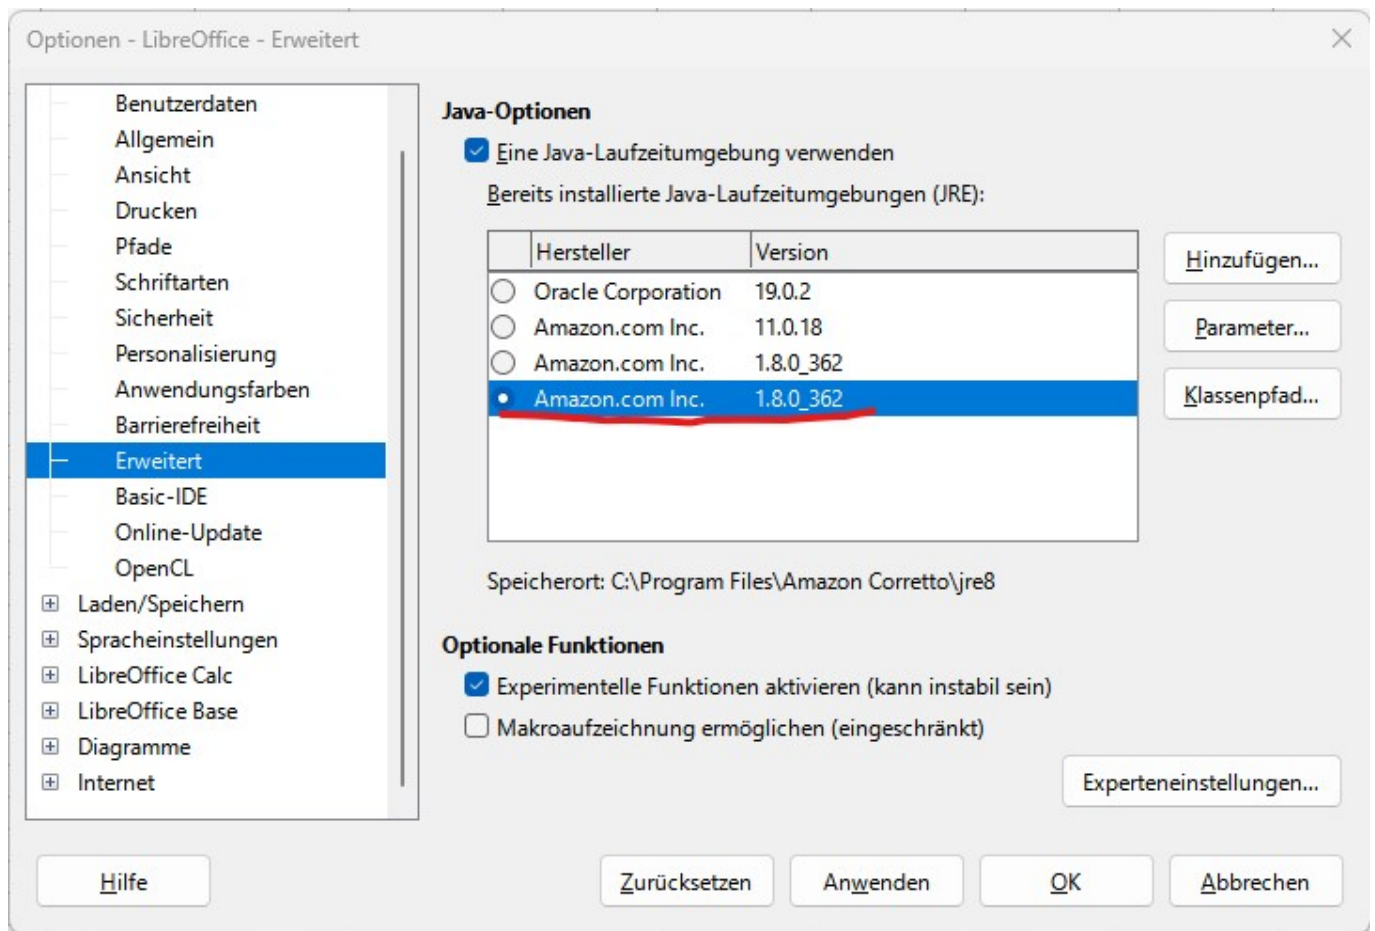 Optionen - LibreOffice - Erweitert
Benutzerdaten
Allgemein
Ansicht
Drucken
Pfade
Schriftarten
Sicherheit
Personalisierung
Anwendungsfarben
Barrierefreiheit
Erweitert
Basic-IDE
Online-Update
OpenCL
Laden/Speichern
Spracheinstellungen
LibreOffice Calc
LibreOffice Base
Diagramme
Internet
Java-Optionen
Eine Java-Laufzeitumgebung verwenden
Bereits installierte Java-Laufzeitumgebungen (JRE):
Hersteller Version
Oracle Corporation 19.0.2
Amazon.com Inc. 11.0.18
Amazon.com Inc. 1.8.0_362
Amazon.com Inc. 1.8.0_362
Hinzufügen...
Parameter...
Klassenpfad...
Speicherort: C:\Program Files\Amazon Corretto\jre8
Optionale Funktionen
Experimentelle Funktionen aktivieren (kann instabil sein)
Makroaufzeichnung ermöglichen (eingeschränkt)
Experteneinstellungen...
Hilfe Zurücksetzen Anwenden OK Abbrechen